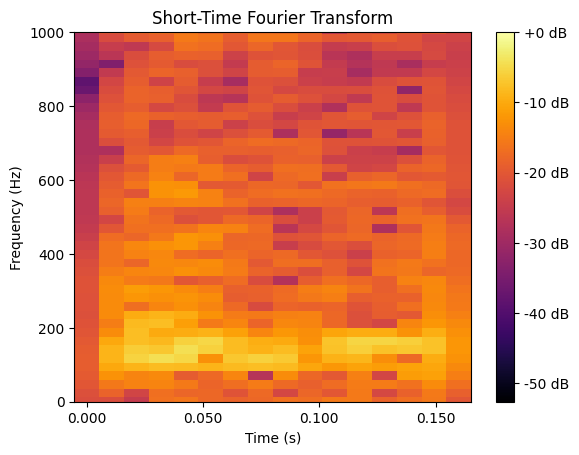 Short-Time Fourier Transform
1000
800
600
400
200
0
Frequency (Hz)
0.000
0.050
0.100
0.150
Time (s)
+0 dB
-10 dB
-20 dB
-30 dB
-40 dB
-50 dB